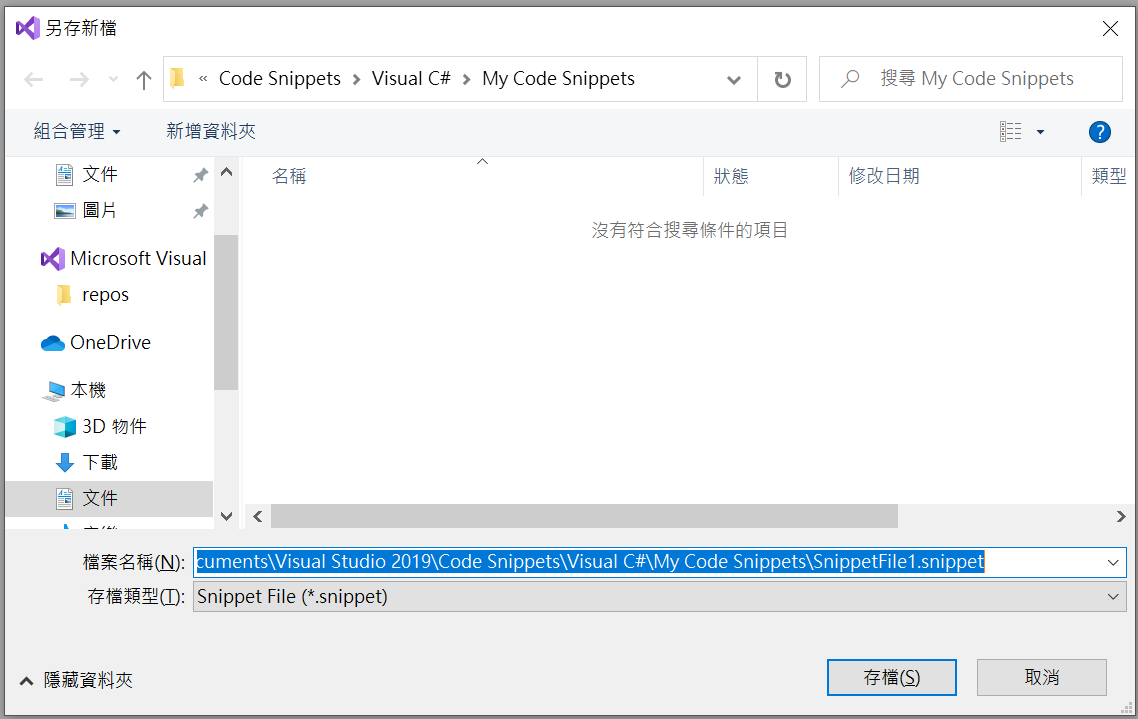 另存新檔
« Code Snippets › Visual C# › My Code Snippets
搜尋 My Code Snippets
組合管理 新增資料夾
文件
圖片
Microsoft Visual
repos
OneDrive
本機
3D 物件
下載
文件
名稱 狀態 修改日期 類型
沒有符合搜尋條件的項目
檔案名稱(N): cuments\Visual Studio 2019\Code Snippets\Visual C#\My Code Snippets\SnippetFile1.snippet
存檔類型(T): Snippet File (*.snippet)
隱藏資料夾
存檔(S) 取消